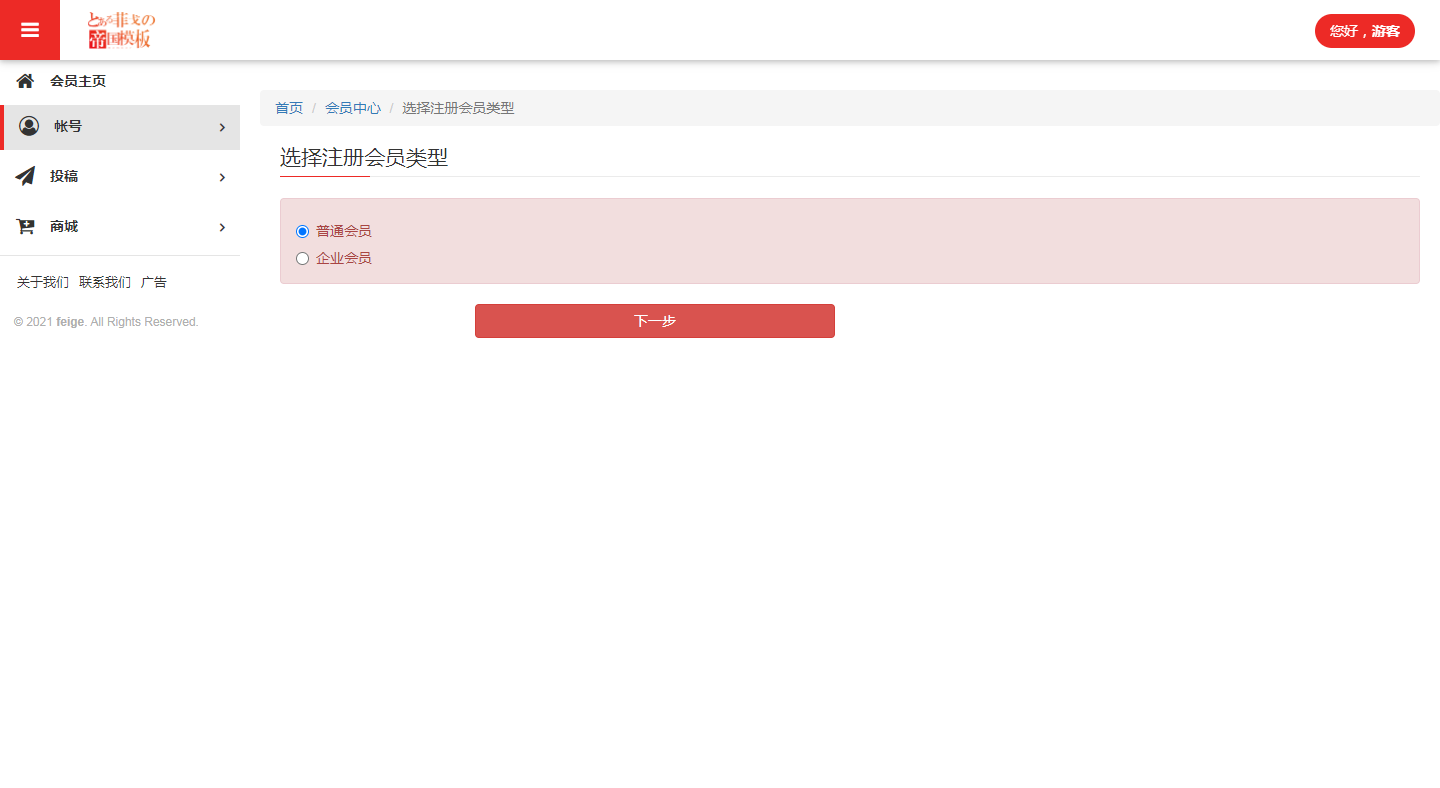 とある菲戈の
帝国模板
您好，游客
会员主页
帐号
投稿
商城
关于我们 联系我们 广告
© 2021 feige. All Rights Reserved.
首页 / 会员中心 / 选择注册会员类型
选择注册会员类型
普通会员
企业会员
下一步